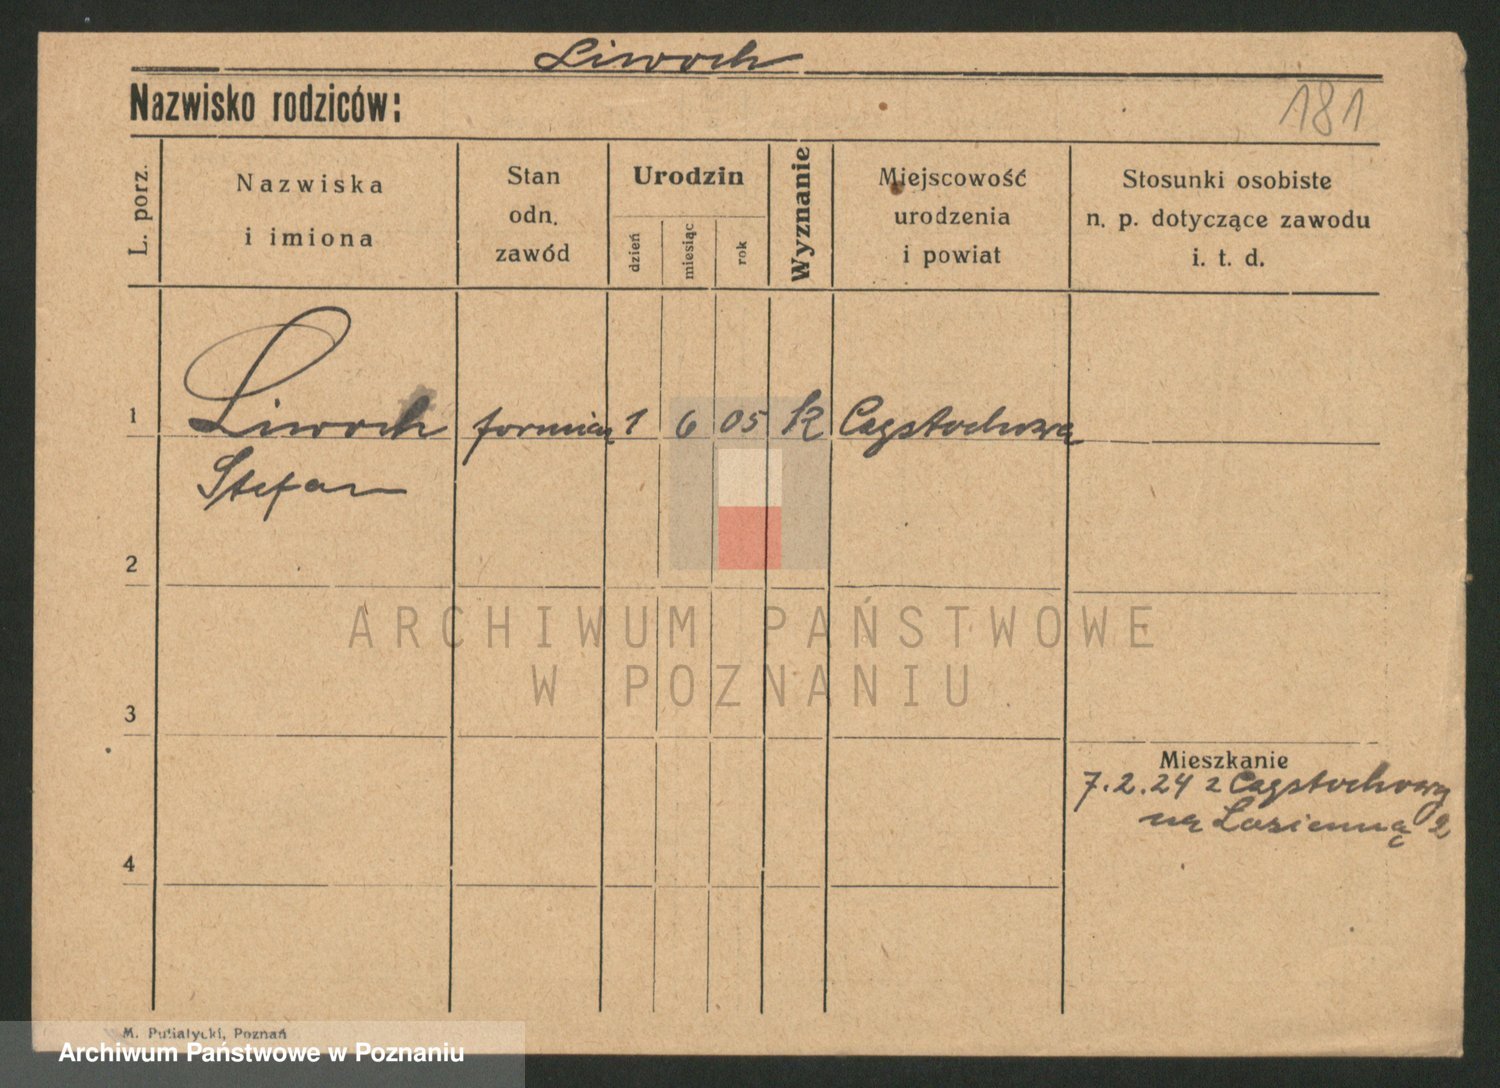 Liwoch
Nazwisko rodziców:
181
L. porz.
Nazwiska
i imiona
Stan
odn.
zawód
Urodzin
dzień
miesiąc
rok
Wyznanie
Miejscowość
urodzenia
i powiat
Stosunki osobiste
n. p. dotyczące zawodu
i. t. d.
1
Liwoch formierz 1 6 05 k Częstochowa
Stefan
2
3
4
Mieszkanie
7.2.24 z Częstochowy
na Łazienną 2
ARCHIWUM PAŃSTWOWE
W POZNANIU
M. Putiatycki, Poznań
Archiwum Państwowe w Poznaniu